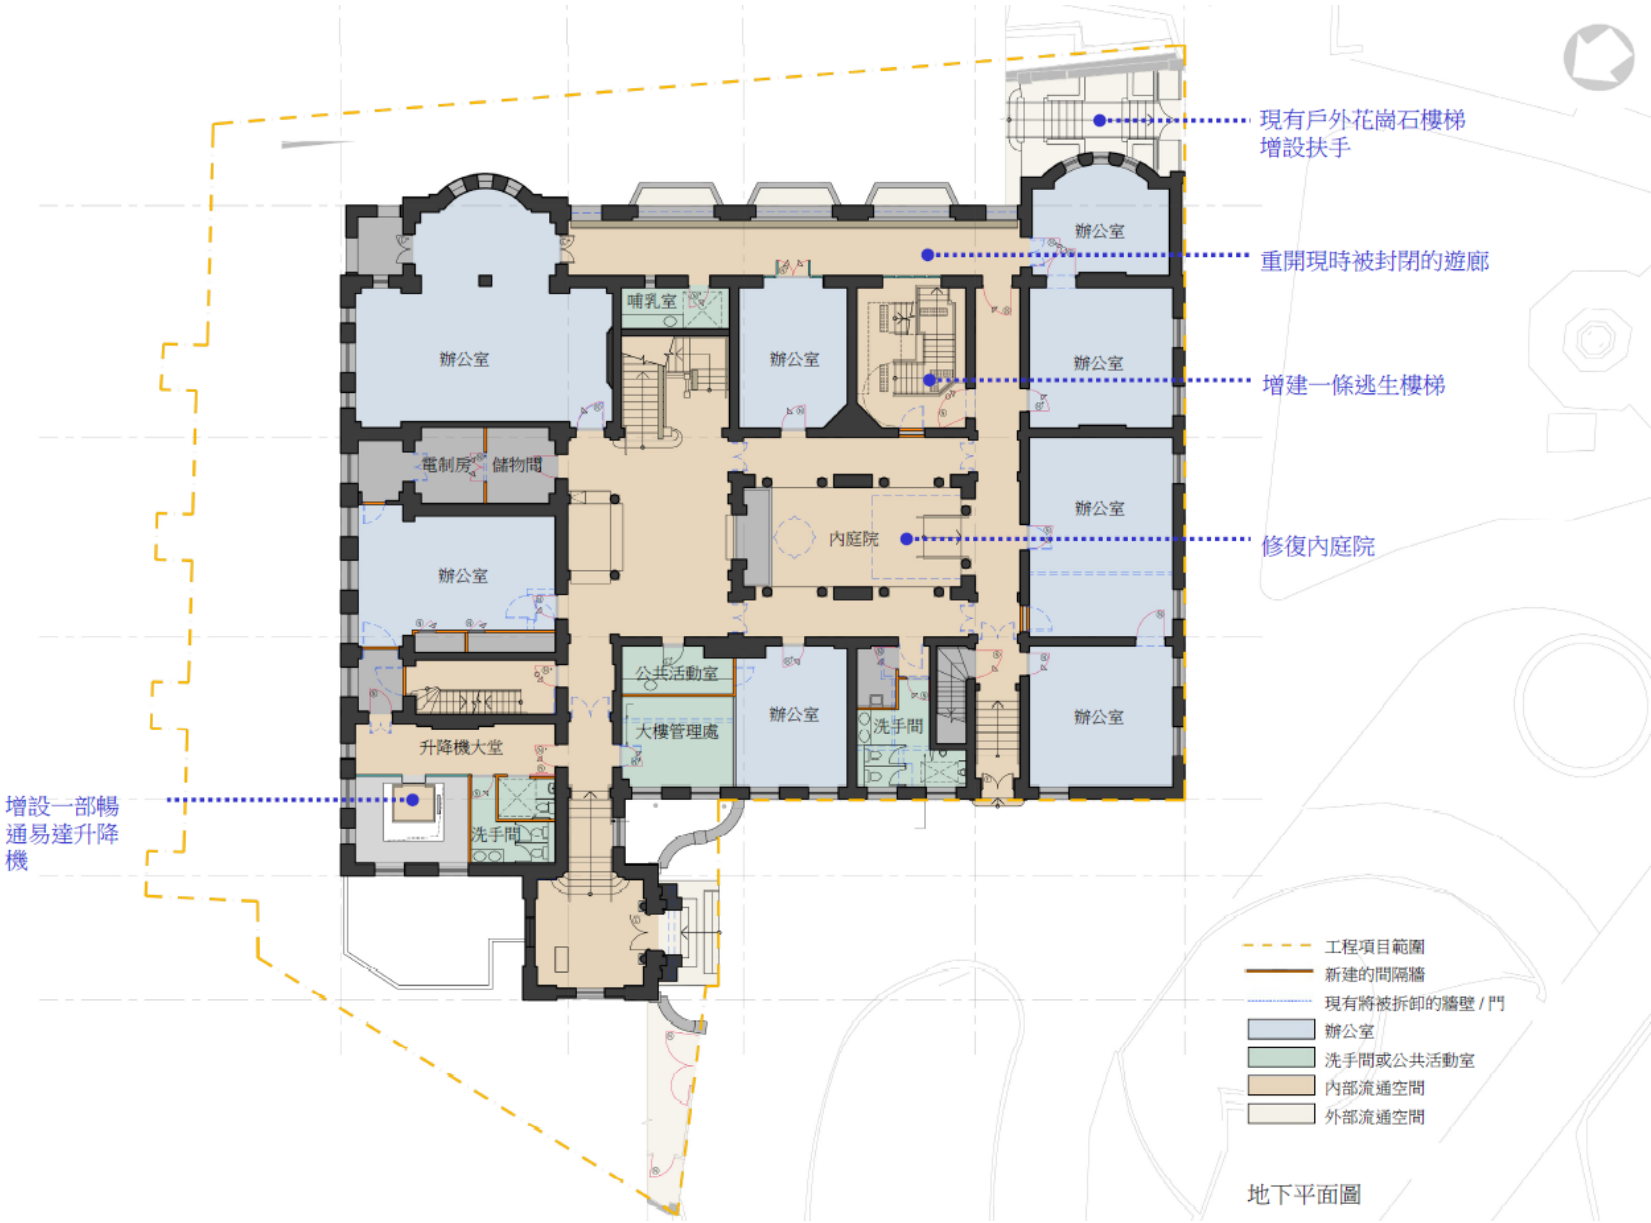 現有戶外花崗石樓梯
增設扶手
辦公室
重開現時被封閉的遊廊
哺乳室
辦公室
辦公室
辦公室
增建一條逃生樓梯
電制房
儲物間
辦公室
內庭院
修復內庭院
辦公室
公共活動室
辦公室
辦公室
洗手間
大樓管理處
升降機大堂
增設一部暢
通易達升降
機
洗手間
工程項目範圍
新建的間隔牆
現有將被拆卸的牆壁 / 門
辦公室
洗手間或公共活動室
內部流通空間
外部流通空間
地下平面圖